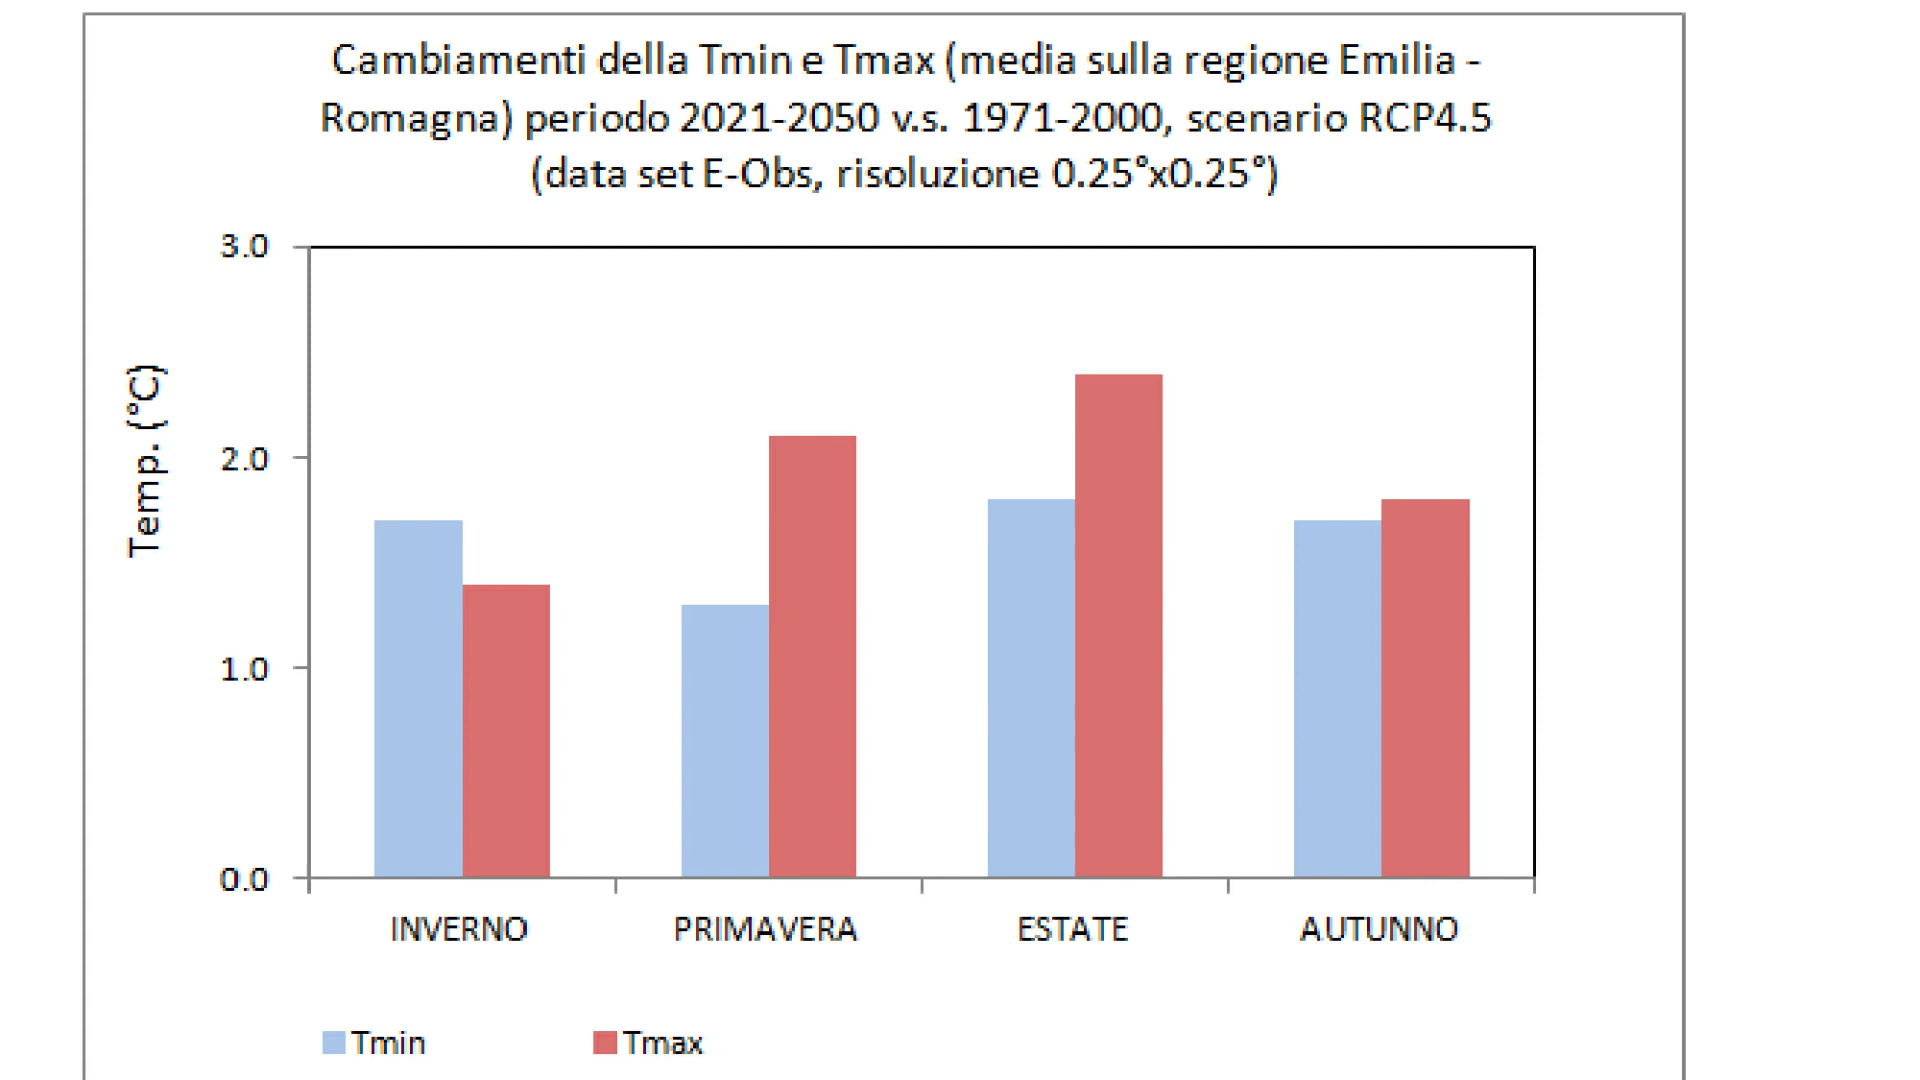 Cambiamenti della Tmin e Tmax (media sulla regione Emilia -
Romagna) periodo 2021-2050 v.s. 1971-2000, scenario RCP4.5
(data set E-Obs, risoluzione 0.25°x0.25°)
3.0
2.0
1.0
0.0
Temp. (°C)
INVERNO PRIMAVERA ESTATE AUTUNNO
Tmin Tmax